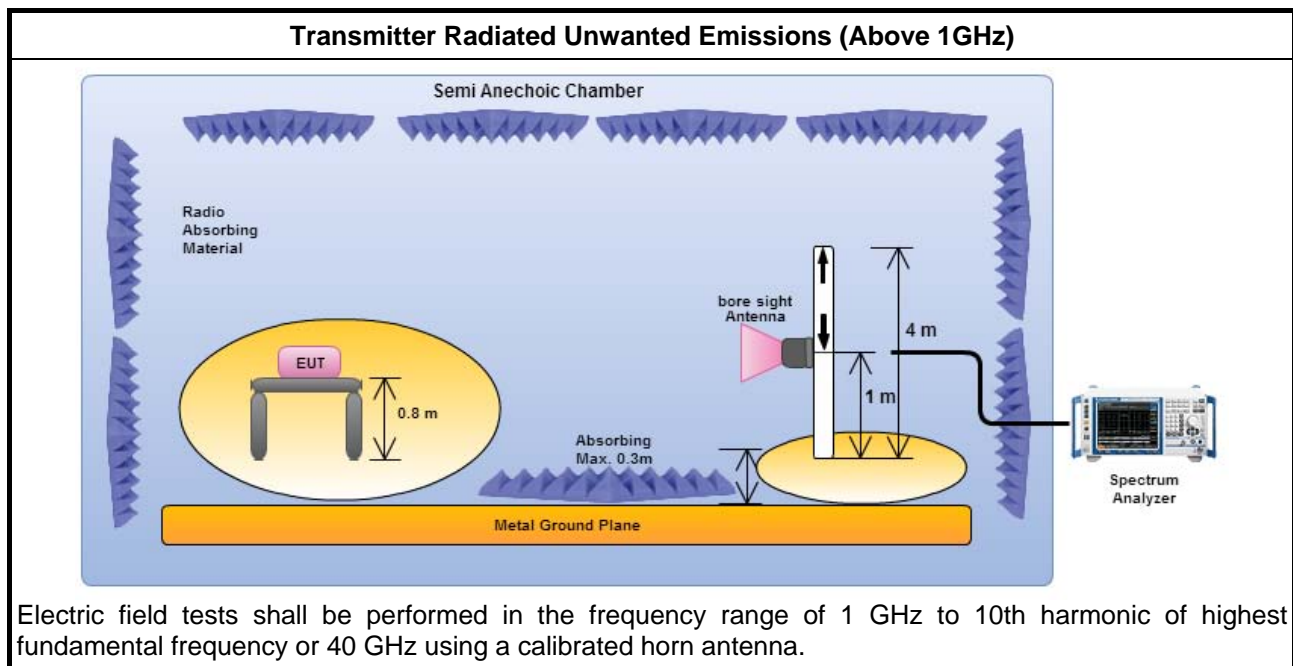 Transmitter Radiated Unwanted Emissions (Above 1GHz)
Semi Anechoic Chamber
Radio
Absorbing
Material
bore sight
Antenna
4 m
EUT
1 m
0.8 m
Absorbing
Max. 0.3m
Spectrum
Analyzer
Metal Ground Plane
Electric field tests shall be performed in the frequency range of 1 GHz to 10th harmonic of highest
fundamental frequency or 40 GHz using a calibrated horn antenna.